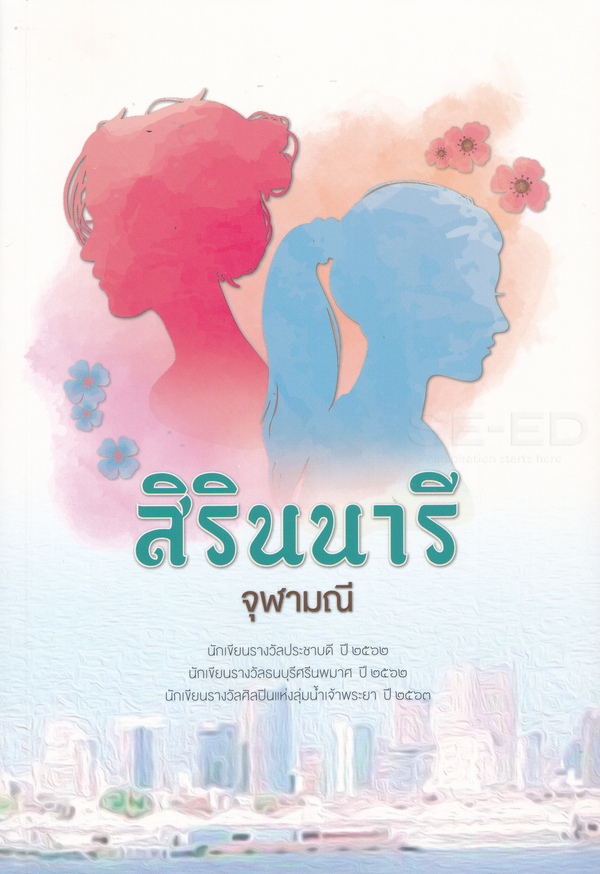 SE-ED
สิรินนารี
จุฬามณี
นักเขียนรางวัลประชาบดี ปี ๒๕๖๒
นักเขียนรางวัลธนบุรีศรีนพมาศ ปี ๒๕๖๒
นักเขียนรางวัลศิลปินแห่งลุ่มน้ำเจ้าพระยา ปี ๒๕๖๓